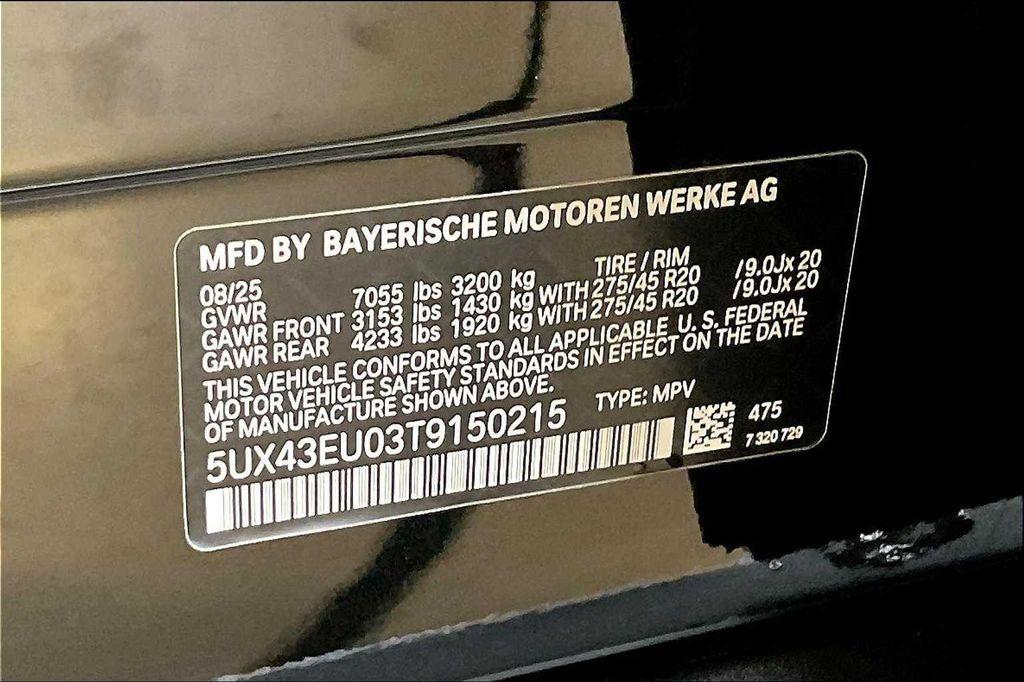 MFD BY BAYERISCHE MOTOREN WERKE AG
08/25 TIRE / RIM
GVWR 7055 lbs 3200 kg
GAWR FRONT 3153 lbs 1430 kg WITH 275/45 R20 /9.0Jx 20
GAWR REAR 4233 lbs 1920 kg WITH 275/45 R20 /9.0Jx 20
THIS VEHICLE CONFORMS TO ALL APPLICABLE U. S. FEDERAL
MOTOR VEHICLE SAFETY STANDARDS IN EFFECT ON THE DATE
OF MANUFACTURE SHOWN ABOVE.
5UX43EU03T9150215 TYPE: MPV
475
7 320 729